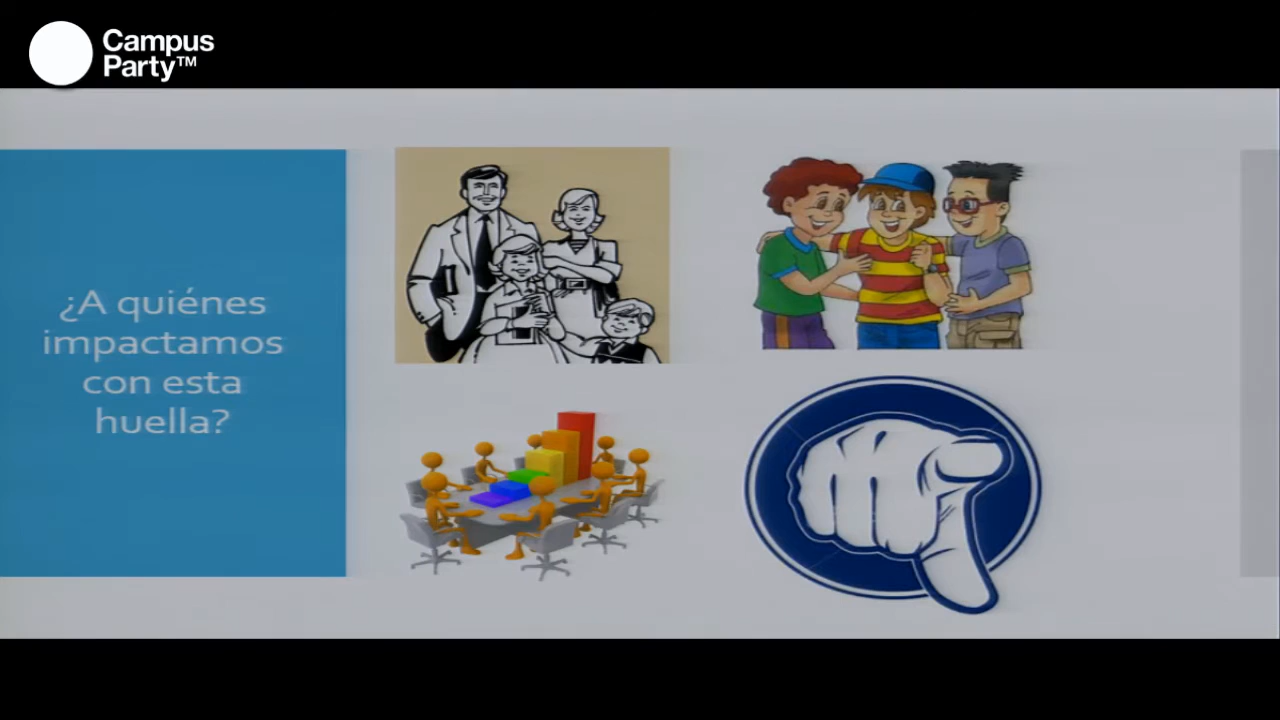 Campus
Party™
¿A quiénes
impactamos
con esta
huella?